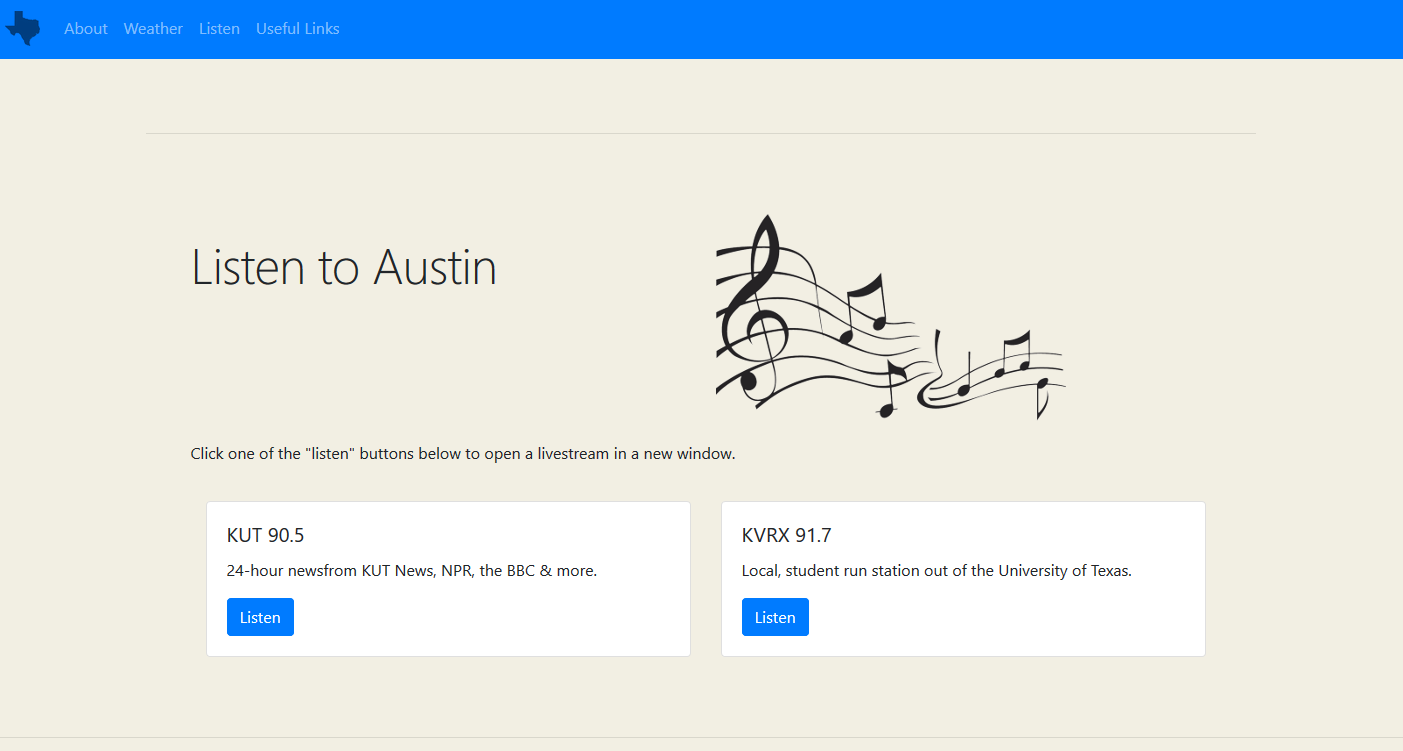 About Weather Listen Useful Links
Listen to Austin
Click one of the "listen" buttons below to open a livestream in a new window.
KUT 90.5
24-hour newsfrom KUT News, NPR, the BBC & more.
Listen
KVRX 91.7
Local, student run station out of the University of Texas.
Listen